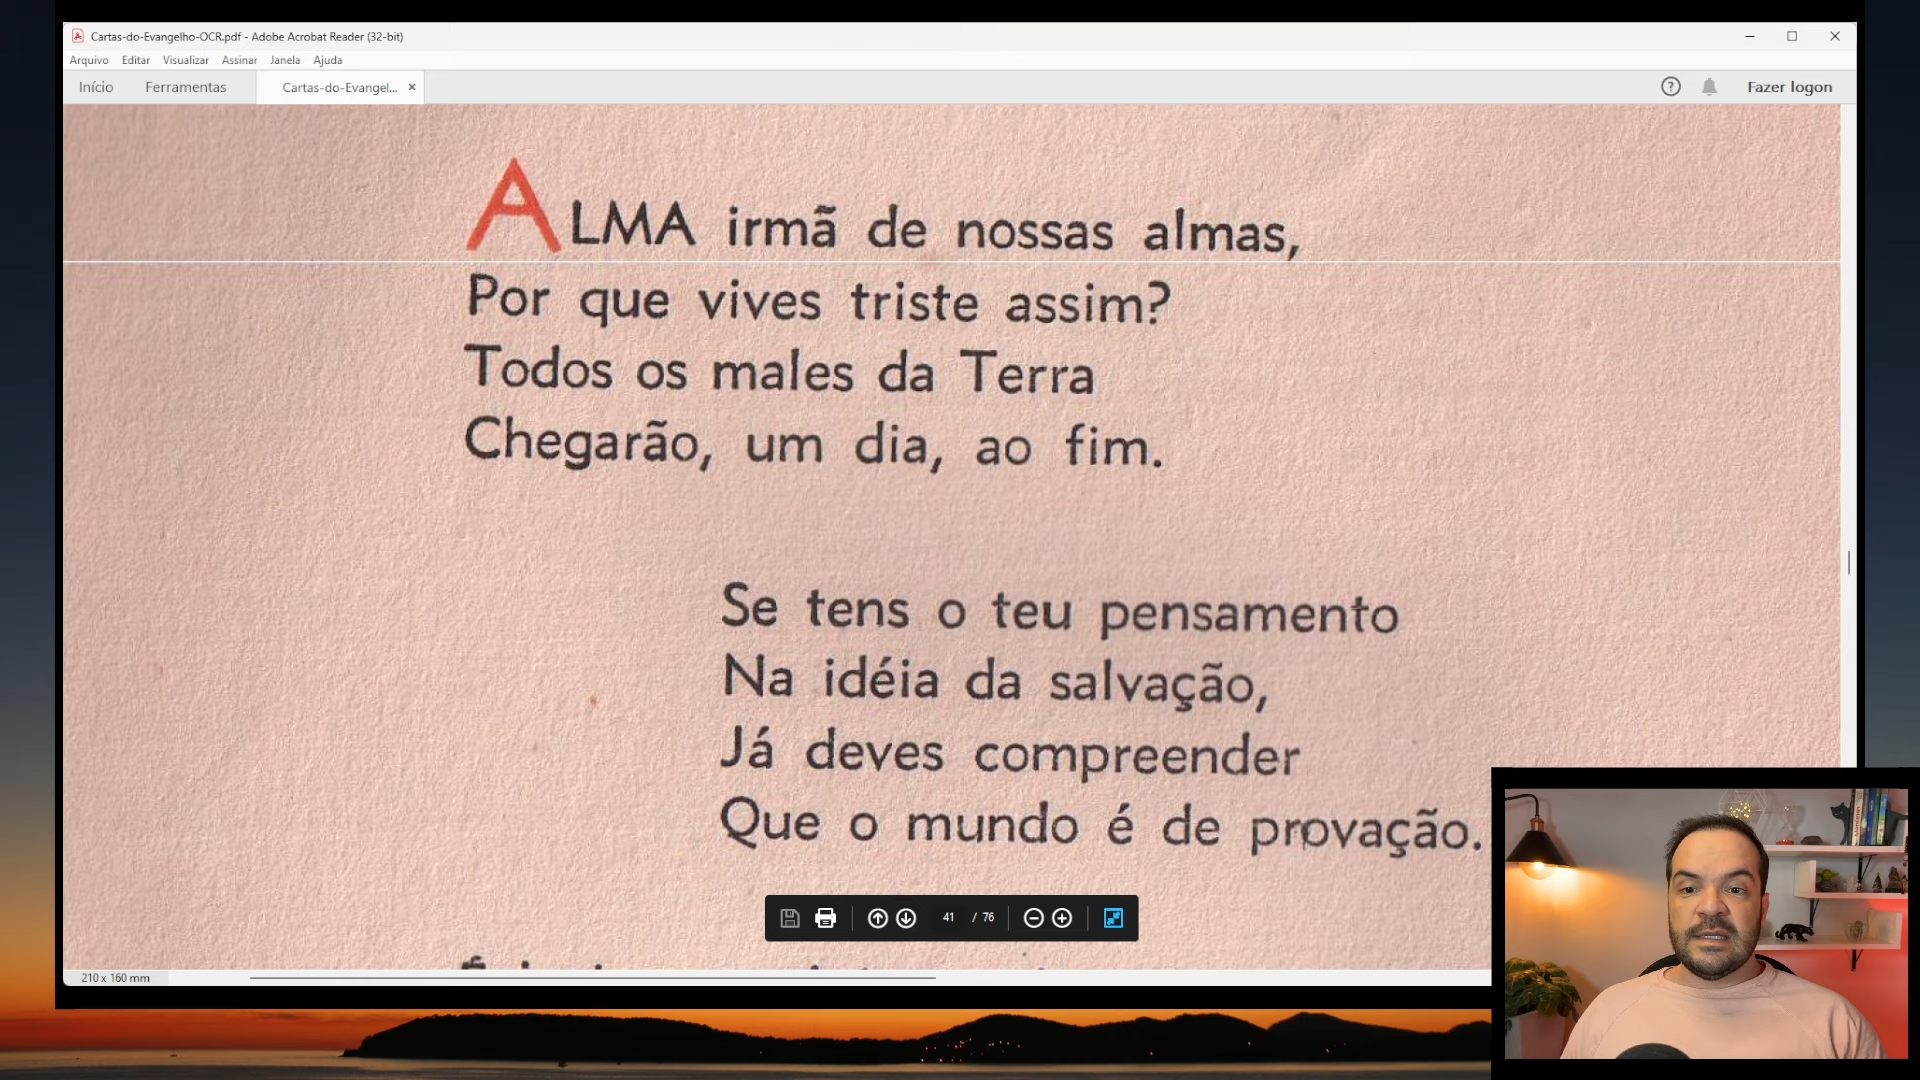 Cartas-do-Evangelho-OCR.pdf - Adobe Acrobat Reader (32-bit)
Arquivo Editar Visualizar Assinar Janela Ajuda
Início Ferramentas Cartas-do-Evangel... Fazer logon
ALMA irmã de nossas almas,
Por que vives triste assim?
Todos os males da Terra
Chegarão, um dia, ao fim.
Se tens o teu pensamento
Na idéia da salvação,
Já deves compreender
Que o mundo é de provação.
41 / 76
210 x 160 mm